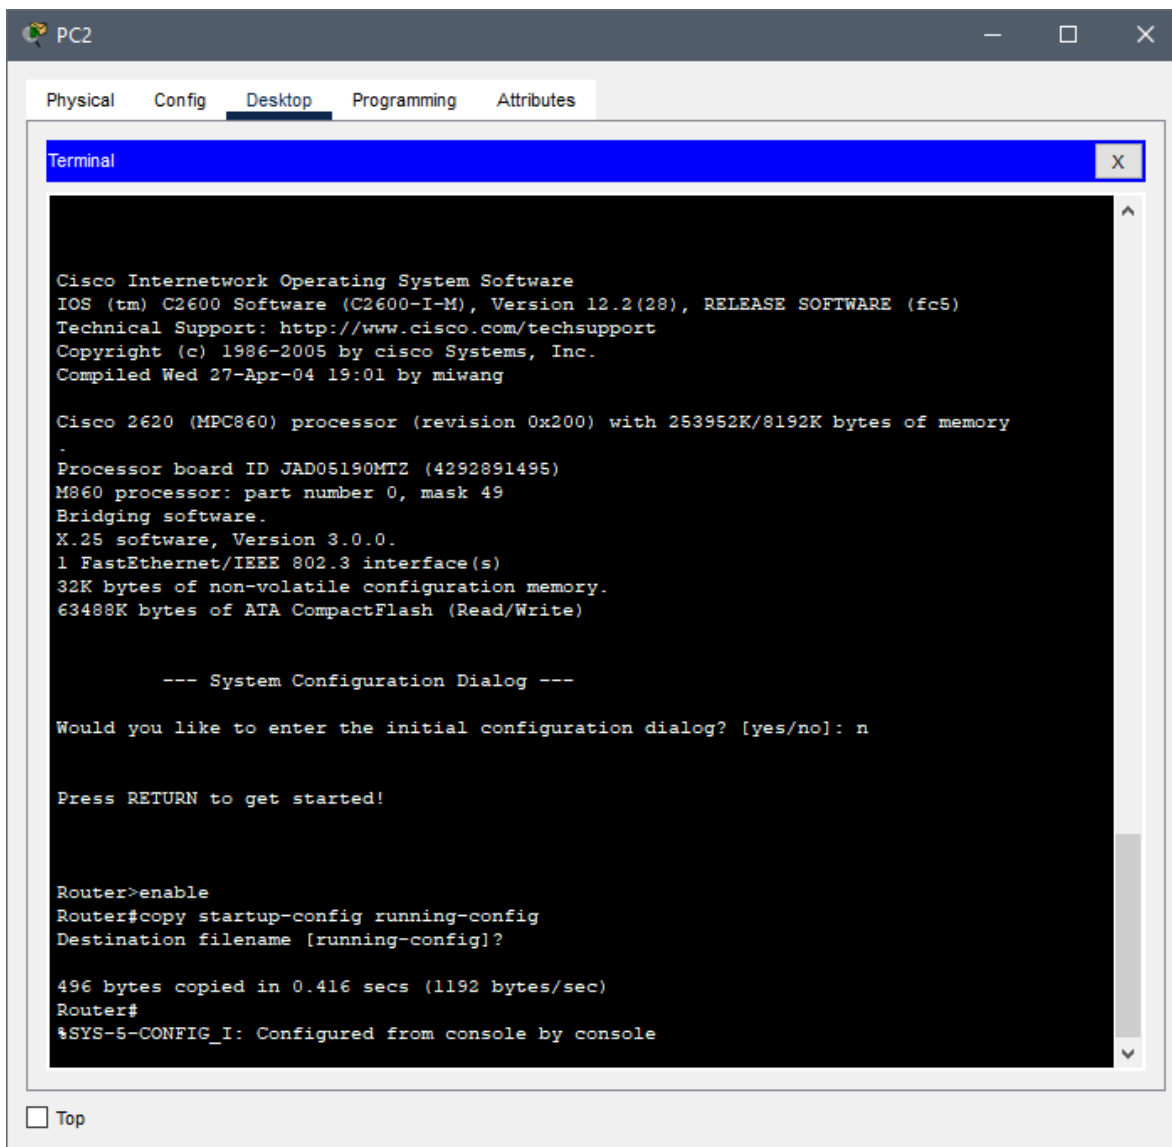 PC2
Physical Config Desktop Programming Attributes
Terminal
X
Cisco Internetwork Operating System Software
IOS (tm) C2600 Software (C2600-I-M), Version 12.2(28), RELEASE SOFTWARE (fc5)
Technical Support: http://www.cisco.com/techsupport
Copyright (c) 1986-2005 by cisco Systems, Inc.
Compiled Wed 27-Apr-04 19:01 by miwang
Cisco 2620 (MPC860) processor (revision 0x200) with 253952K/8192K bytes of memory
.
Processor board ID JAD05190MTZ (4292891495)
M860 processor: part number 0, mask 49
Bridging software.
X.25 software, Version 3.0.0.
1 FastEthernet/IEEE 802.3 interface(s)
32K bytes of non-volatile configuration memory.
63488K bytes of ATA CompactFlash (Read/Write)
--- System Configuration Dialog ---
Would you like to enter the initial configuration dialog? [yes/no]: n
Press RETURN to get started!
Router>enable
Router#copy startup-config running-config
Destination filename [running-config]?
496 bytes copied in 0.416 secs (1192 bytes/sec)
Router#
%SYS-5-CONFIG_I: Configured from console by console
Top